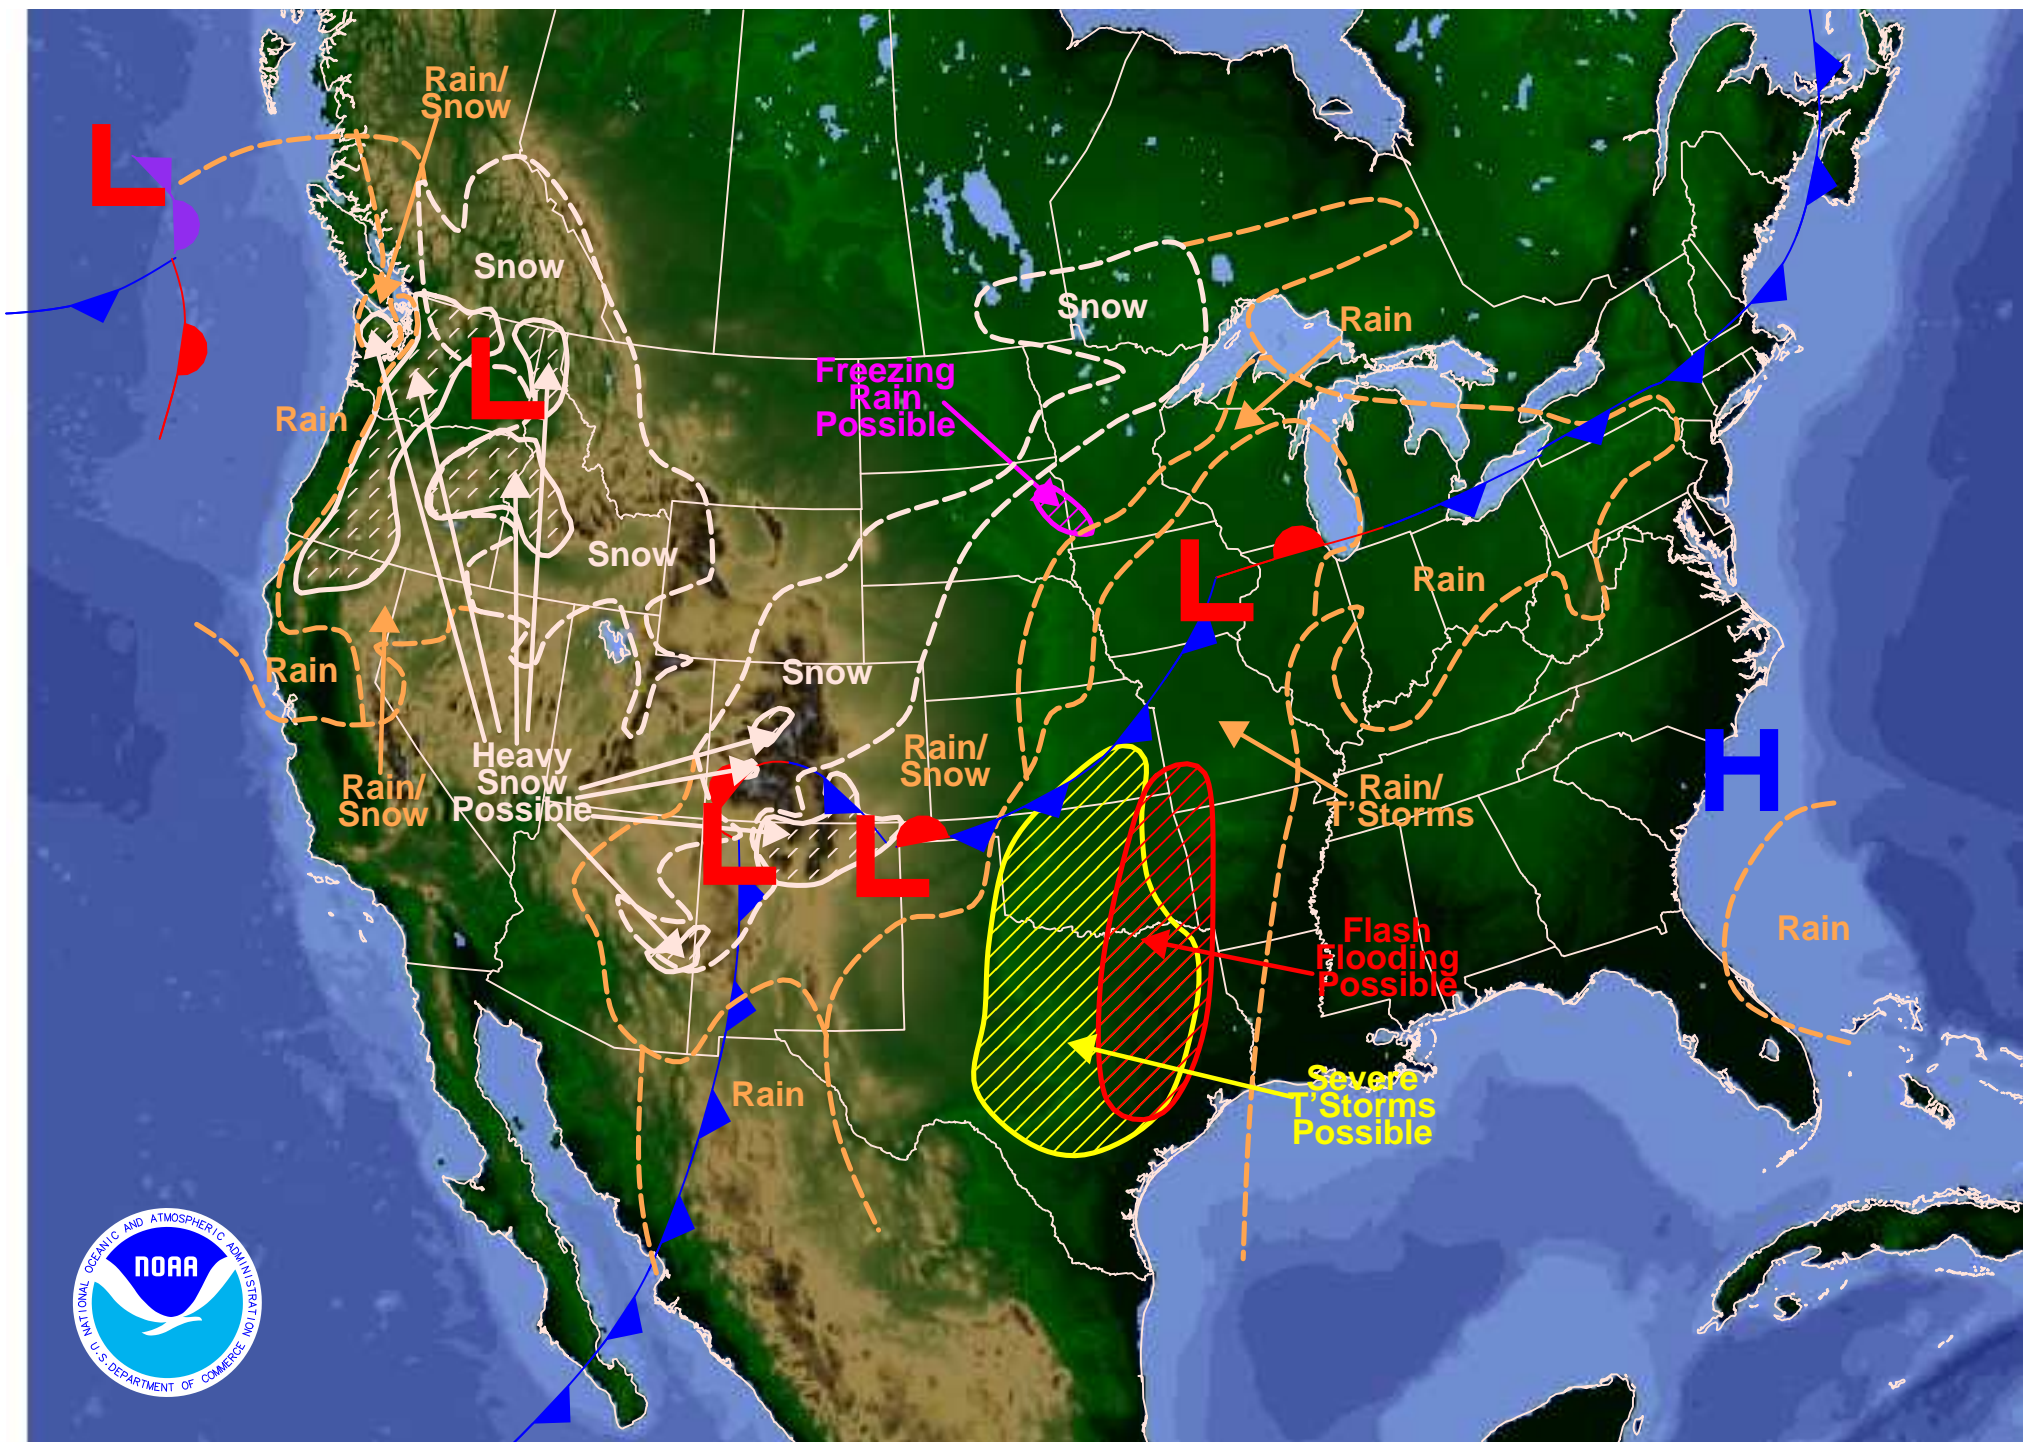 Rain/
Snow
L
Snow
Snow
Rain
Freezing
Rain
Possible
L
Rain
Snow
L
Rain
Rain
Snow
Heavy
Snow
Possible
Rain/
Snow
Rain/
Snow
Rain/
T'Storms
H
L
L
Flash
Flooding
Possible
Rain
Rain
Severe
T'Storms
Possible
NOAA
NATIONAL OCEANIC AND ATMOSPHERIC ADMINISTRATION
U.S. DEPARTMENT OF COMMERCE